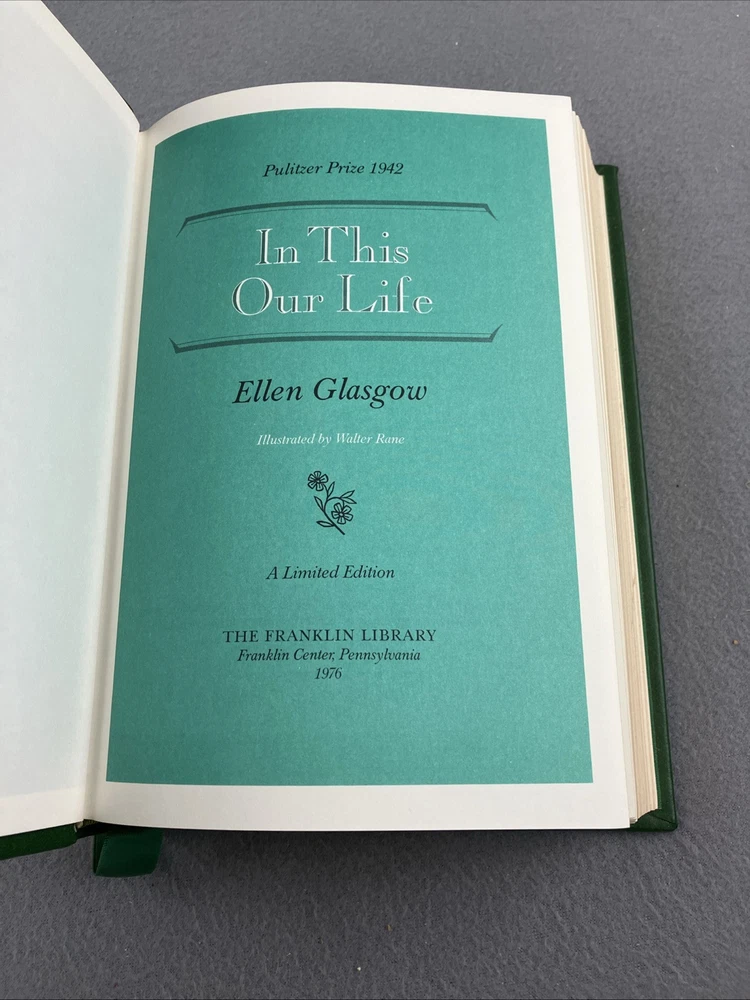 Pulitzer Prize 1942
In This
Our Life
Ellen Glasgow
Illustrated by Walter Rane
A Limited Edition
THE FRANKLIN LIBRARY
Franklin Center, Pennsylvania
1976